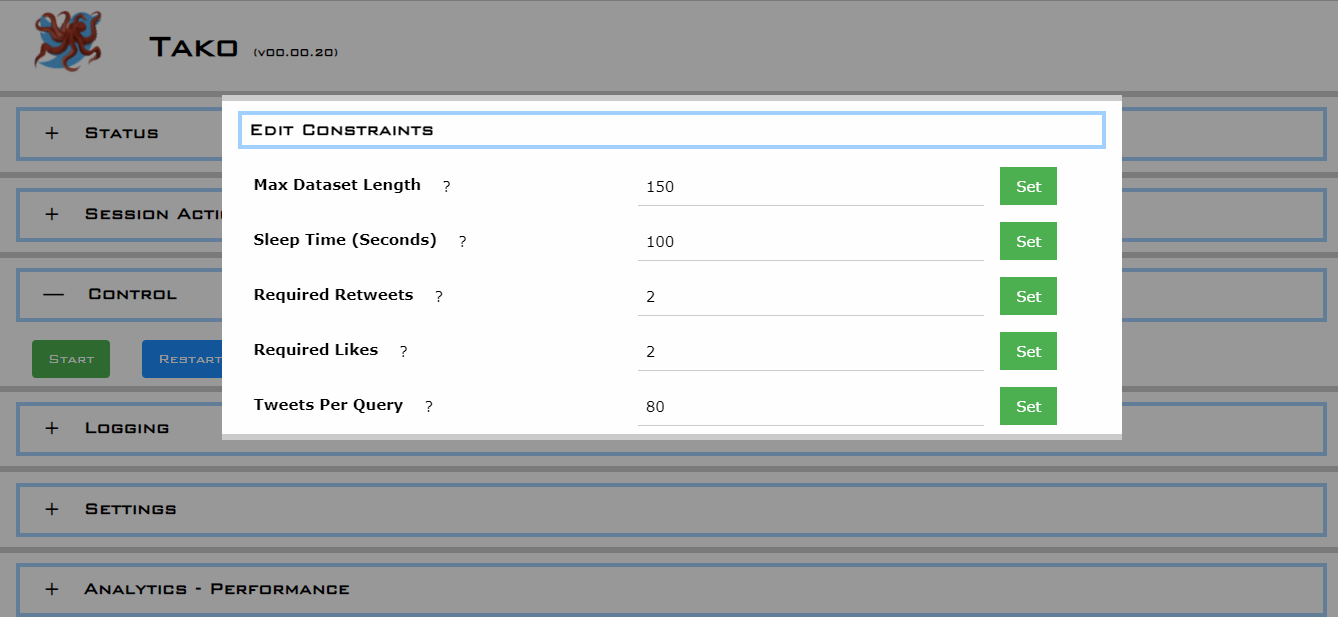 Tako (v00.00.20)
+ Status
Edit Constraints
Max Dataset Length ? 150 Set
+ Session Acti
Sleep Time (Seconds) ? 100 Set
— Control
Required Retweets ? 2 Set
Start Restart
Required Likes ? 2 Set
Tweets Per Query ? 80 Set
+ Logging
+ Settings
+ Analytics - Performance